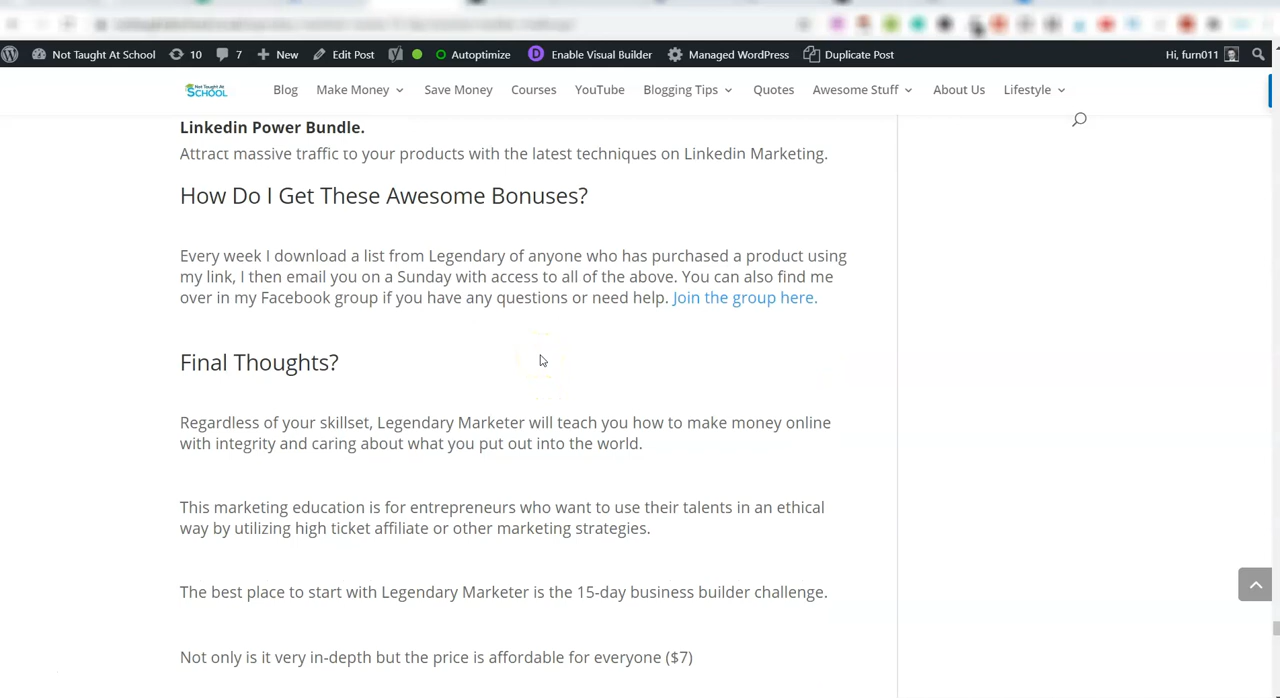 Not Taught At School 10 7 New Edit Post Autoptimize D Enable Visual Builder Managed WordPress Duplicate Post Hi, furn011
Not Taught At SCHOOL Blog Make Money Save Money Courses YouTube Blogging Tips Quotes Awesome Stuff About Us Lifestyle
Linkedin Power Bundle.
Attract massive traffic to your products with the latest techniques on Linkedin Marketing.
How Do I Get These Awesome Bonuses?
Every week I download a list from Legendary of anyone who has purchased a product using
my link, I then email you on a Sunday with access to all of the above. You can also find me
over in my Facebook group if you have any questions or need help. Join the group here.
Final Thoughts?
Regardless of your skillset, Legendary Marketer will teach you how to make money online
with integrity and caring about what you put out into the world.
This marketing education is for entrepreneurs who want to use their talents in an ethical
way by utilizing high ticket affiliate or other marketing strategies.
The best place to start with Legendary Marketer is the 15-day business builder challenge.
Not only is it very in-depth but the price is affordable for everyone ($7)